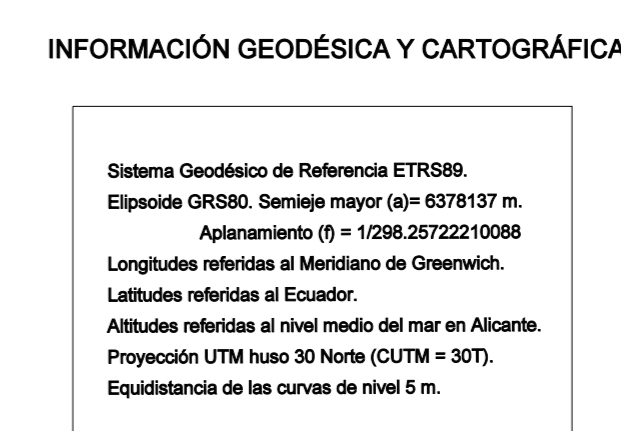 INFORMACIÓN GEODÉSICA Y CARTOGRÁFICA
Sistema Geodésico de Referencia ETRS89.
Elipsoide GRS80. Semieje mayor (a)= 6378137 m.
Aplanamiento (f) = 1/298.25722210088
Longitudes referidas al Meridiano de Greenwich.
Latitudes referidas al Ecuador.
Altitudes referidas al nivel medio del mar en Alicante.
Proyección UTM huso 30 Norte (CUTM = 30T).
Equidistancia de las curvas de nivel 5 m.